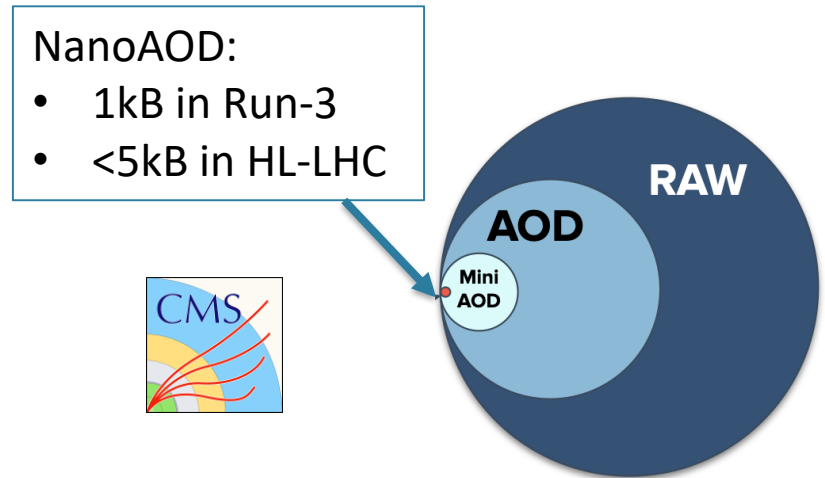 NanoAOD:
• 1kB in Run-3
• <5kB in HL-LHC
RAW
AOD
Mini
AOD
CMS